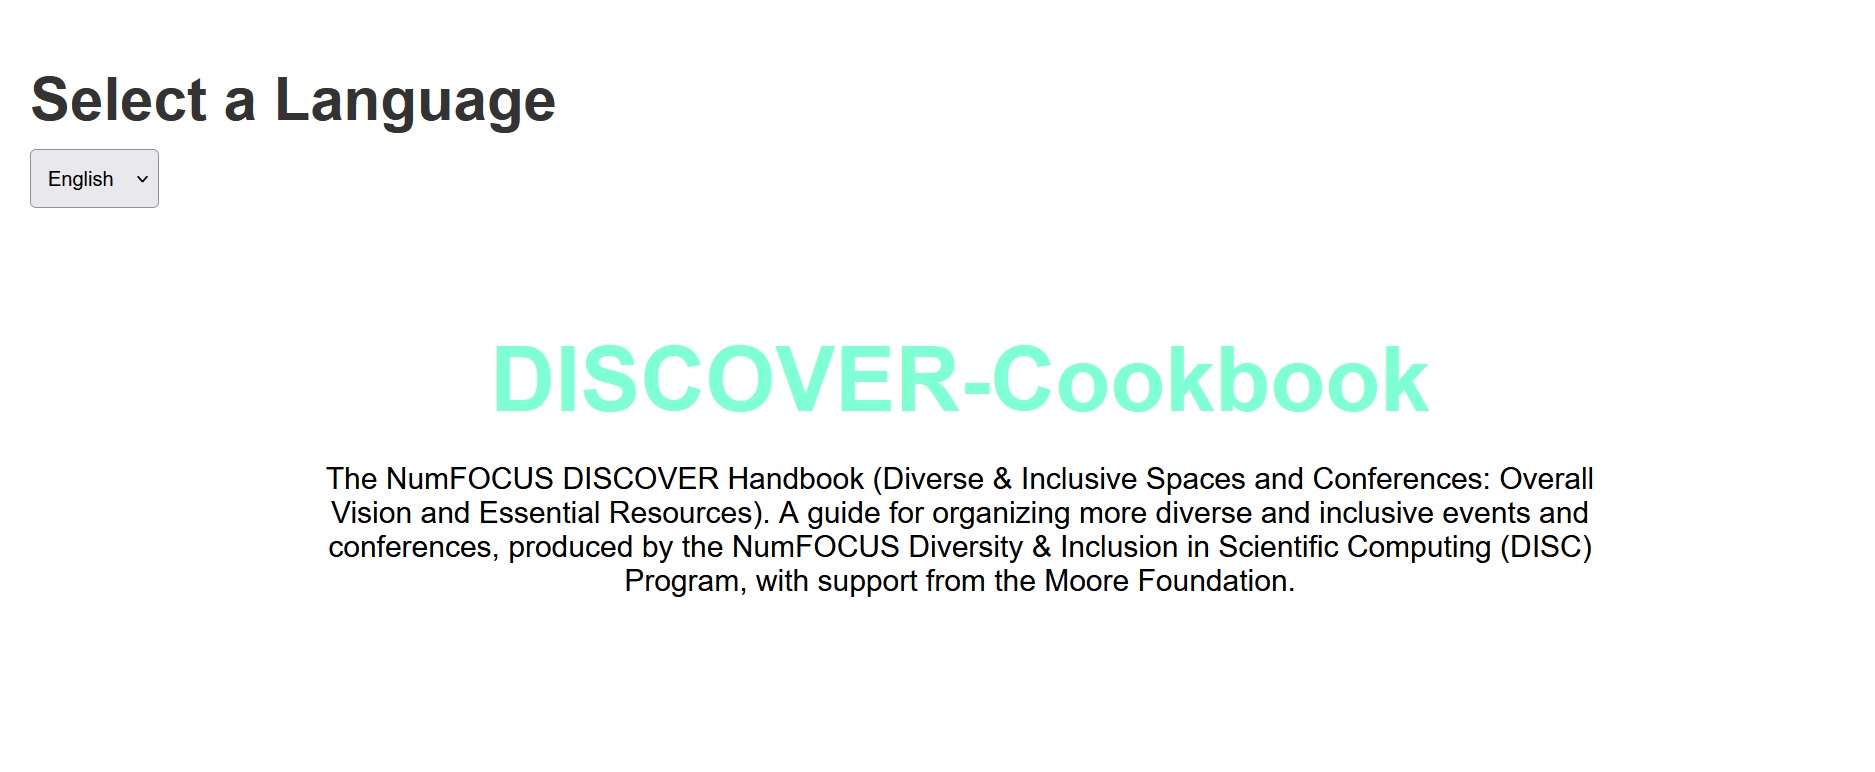 Select a Language
English
DISCOVER-Cookbook
The NumFOCUS DISCOVER Handbook (Diverse & Inclusive Spaces and Conferences: Overall
Vision and Essential Resources). A guide for organizing more diverse and inclusive events and
conferences, produced by the NumFOCUS Diversity & Inclusion in Scientific Computing (DISC)
Program, with support from the Moore Foundation.